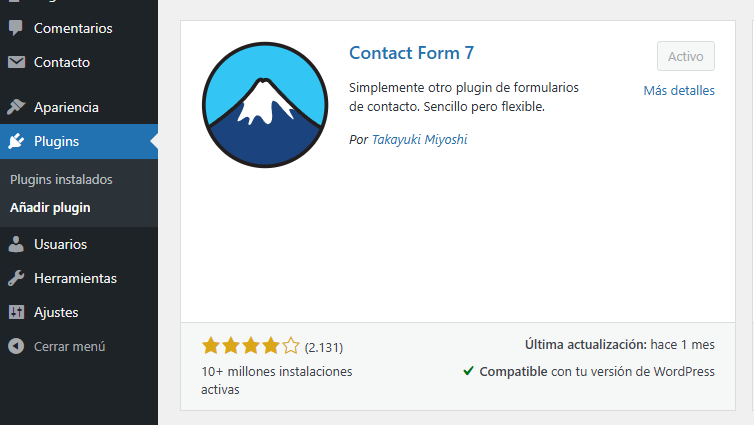 Comentarios
Contacto
Apariencia
Plugins
Plugins instalados
Añadir plugin
Usuarios
Herramientas
Ajustes
Cerrar menú
Contact Form 7
Activo
Más detalles
Simplemente otro plugin de formularios
de contacto. Sencillo pero flexible.
Por Takayuki Miyoshi
(2.131)
10+ millones instalaciones
activas
Última actualización: hace 1 mes
Compatible con tu versión de WordPress